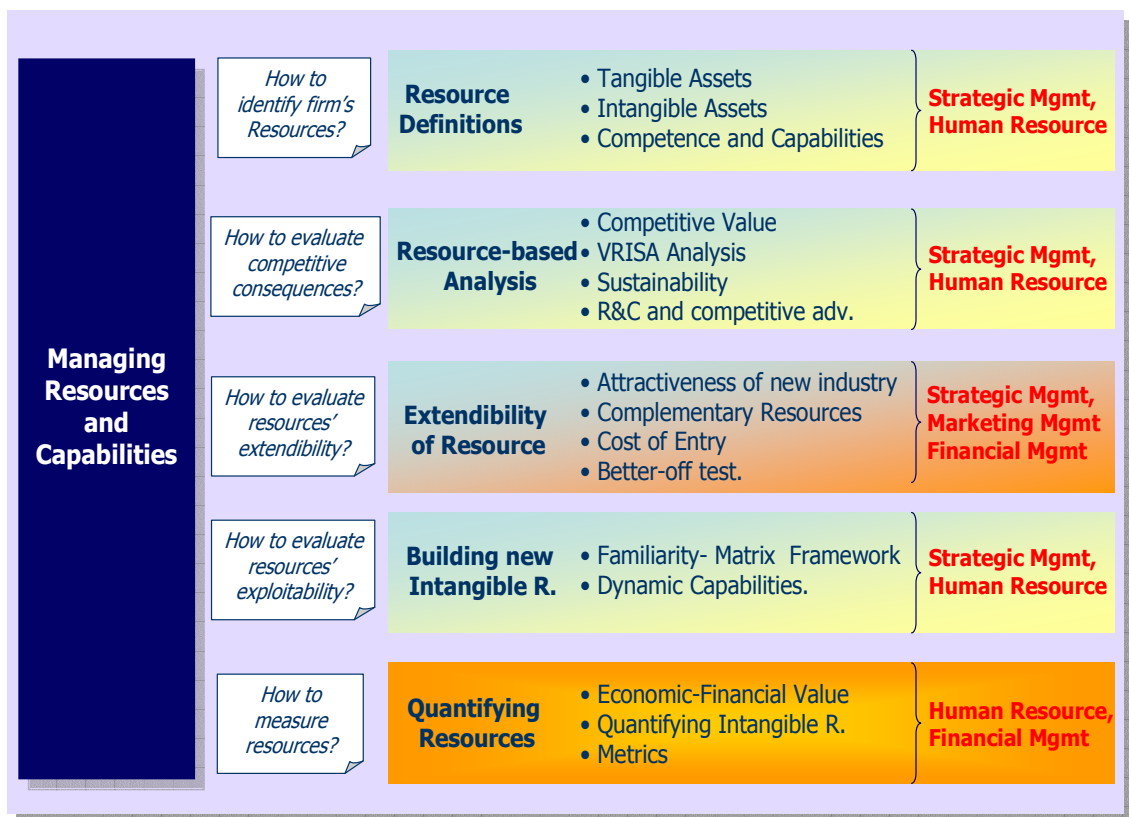 Managing
Resources
and
Capabilities
How to
identify firm's
Resources?
Resource
Definitions
• Tangible Assets
• Intangible Assets
• Competence and Capabilities
Strategic Mgmt,
Human Resource
How to evaluate
competitive
consequences?
Resource-based
Analysis
• Competitive Value
• VRISA Analysis
• Sustainability
• R&C and competitive adv.
Strategic Mgmt,
Human Resource
How to evaluate
resources'
extendibility?
Extendibility
of Resource
• Attractiveness of new industry
• Complementary Resources
• Cost of Entry
• Better-off test.
Strategic Mgmt,
Marketing Mgmt
Financial Mgmt
How to evaluate
resources'
exploitability?
Building new
Intangible R.
• Familiarity- Matrix Framework
• Dynamic Capabilities.
Strategic Mgmt,
Human Resource
How to
measure
resources?
Quantifying
Resources
• Economic-Financial Value
• Quantifying Intangible R.
• Metrics
Human Resource,
Financial Mgmt